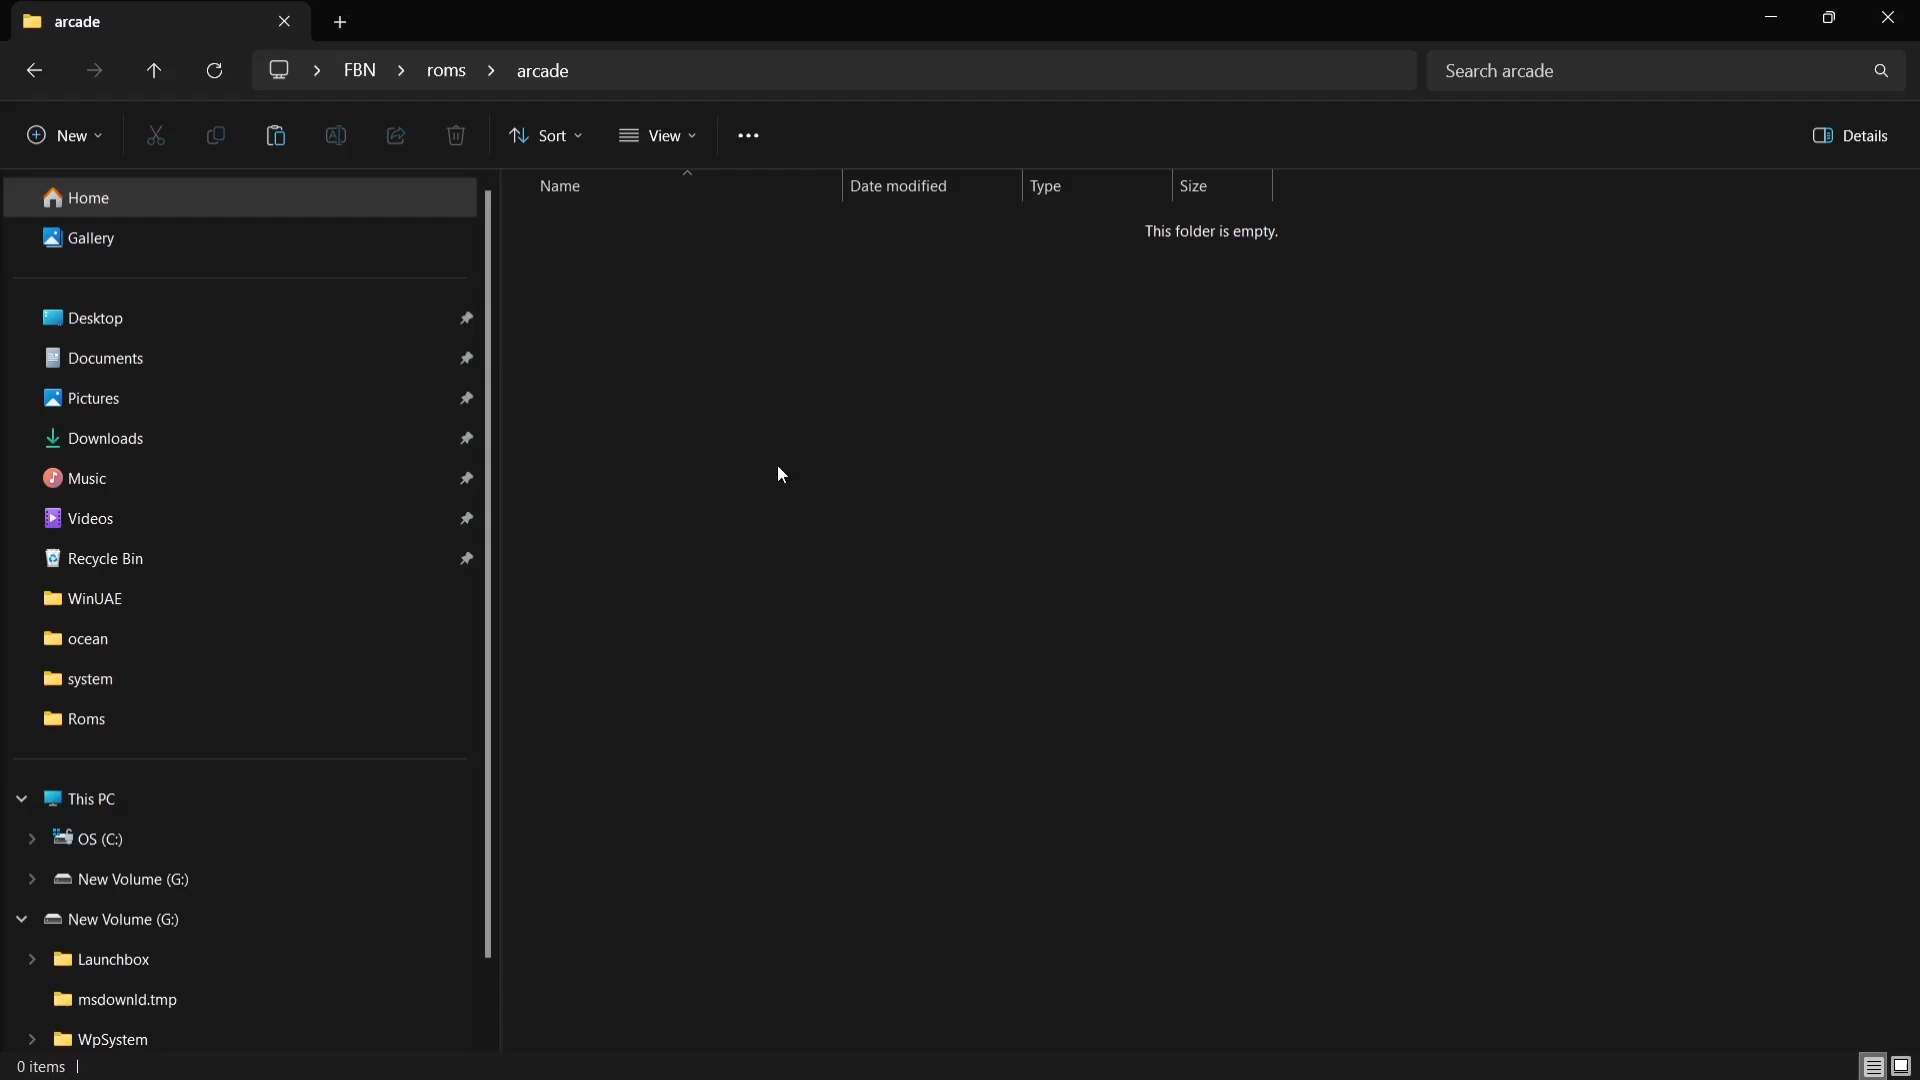 arcade
FBN > roms > arcade
Search arcade
New
Sort
View
Details
Name
Date modified
Type
Size
This folder is empty.
Home
Gallery
Desktop
Documents
Pictures
Downloads
Music
Videos
Recycle Bin
WinUAE
ocean
system
Roms
This PC
OS (C:)
New Volume (G:)
New Volume (G:)
Launchbox
msdownld.tmp
WpSystem
0 items